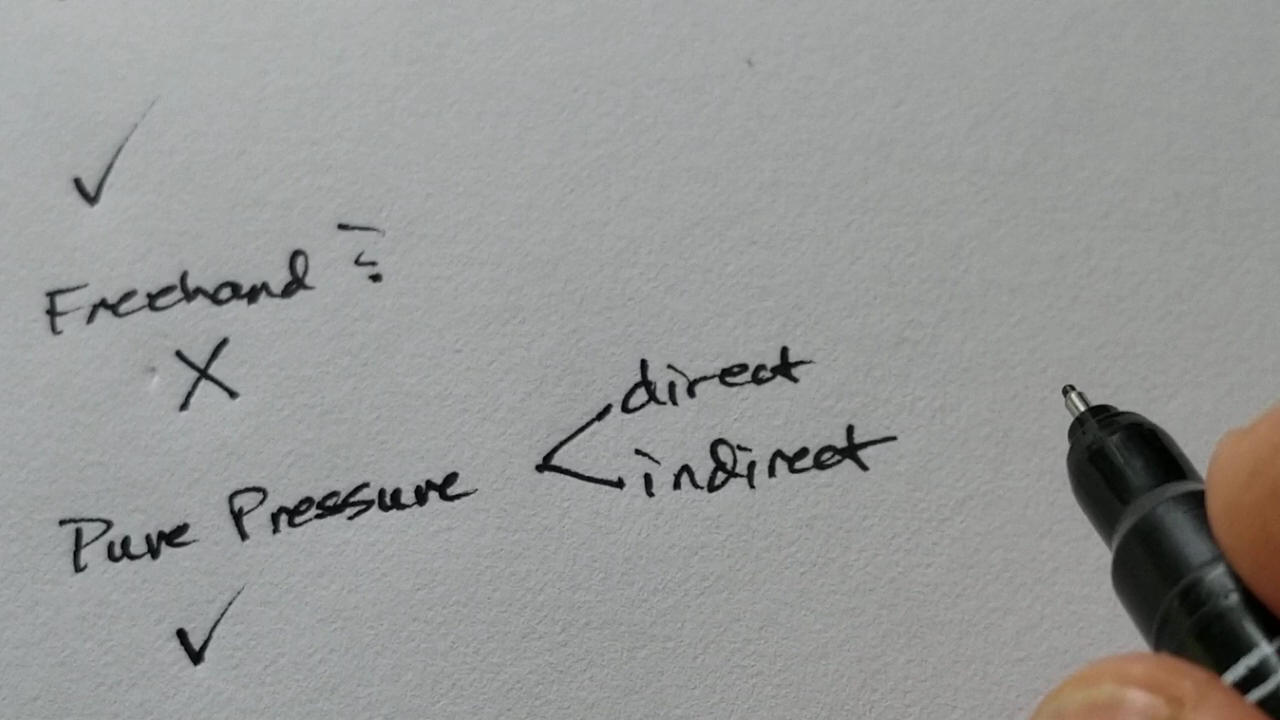 ✓
Freehand
X
direct
Pure Pressure < indirect
✓